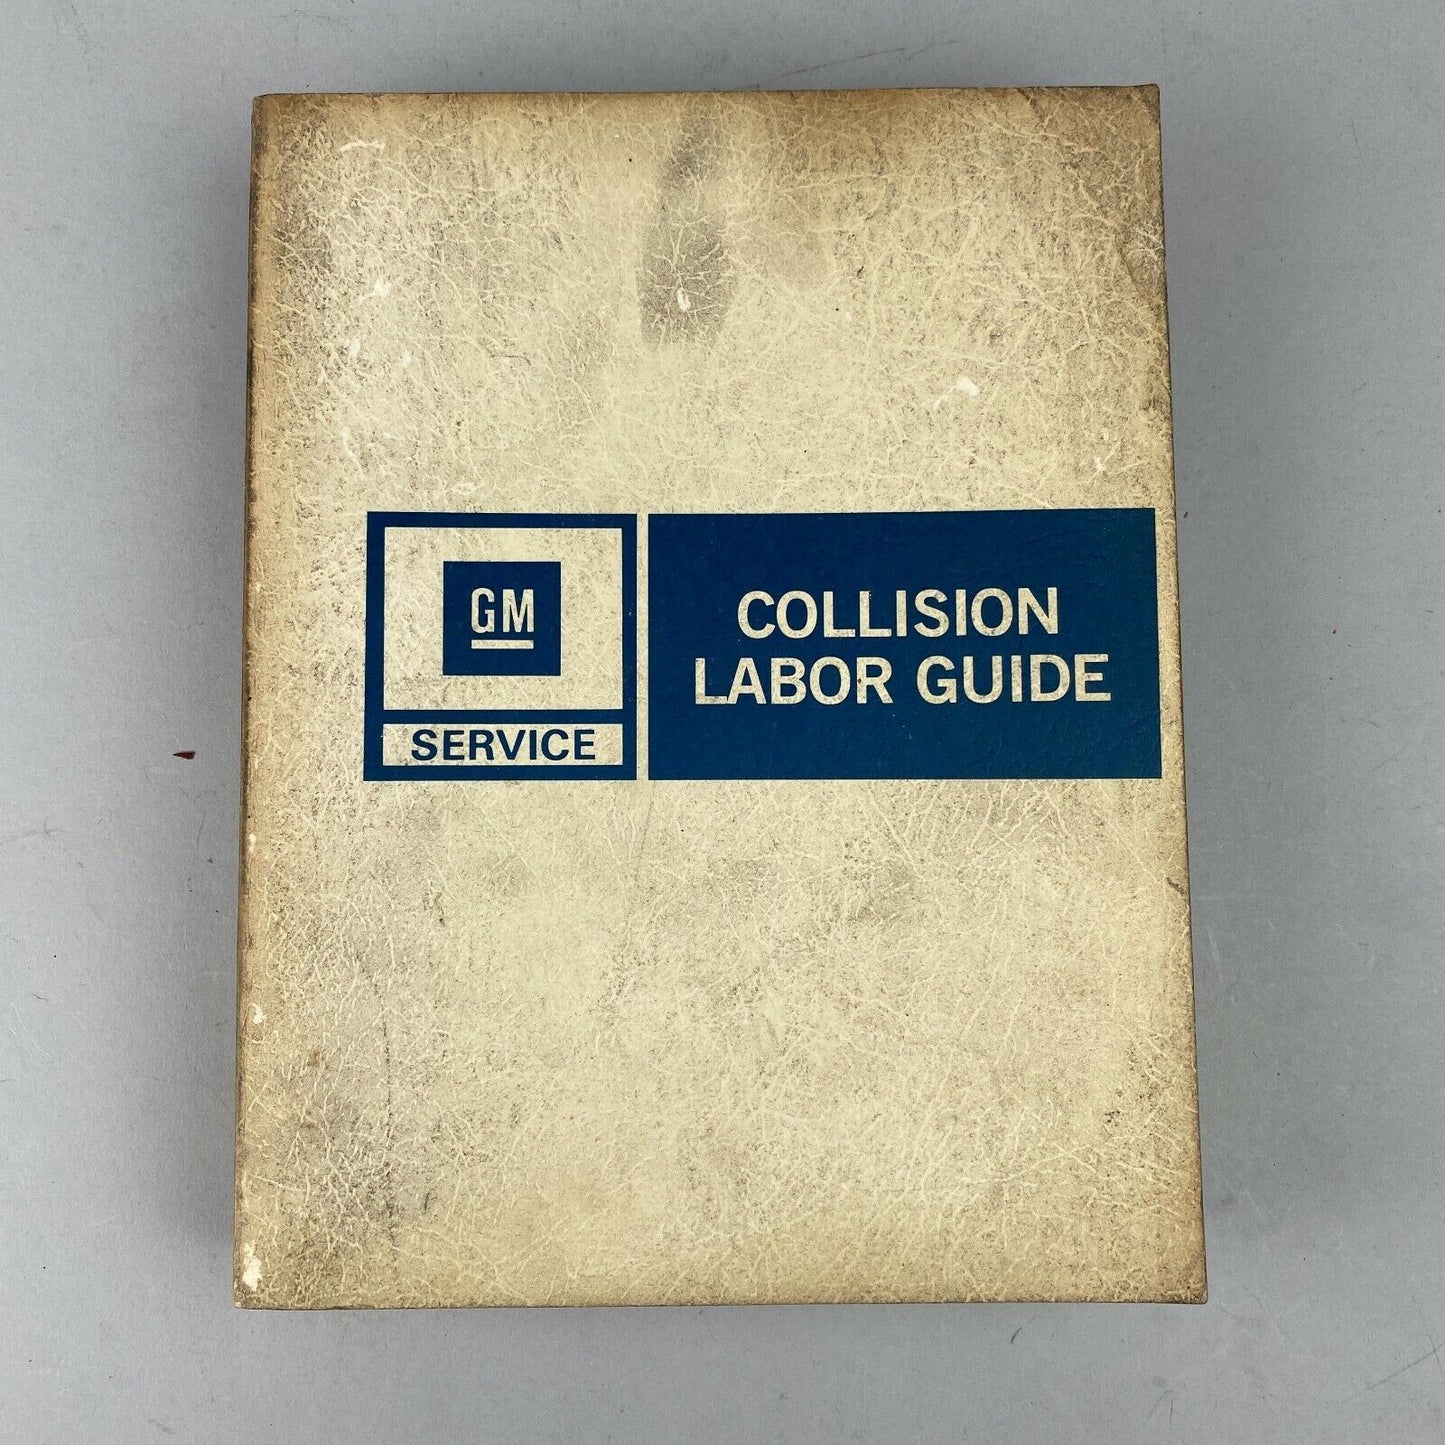 GM
SERVICE
COLLISION
LABOR GUIDE